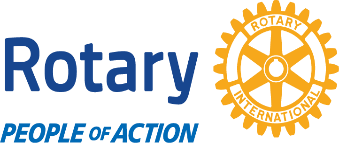 Rotary
PEOPLE OF ACTION
ROTARY
INTERNATIONAL